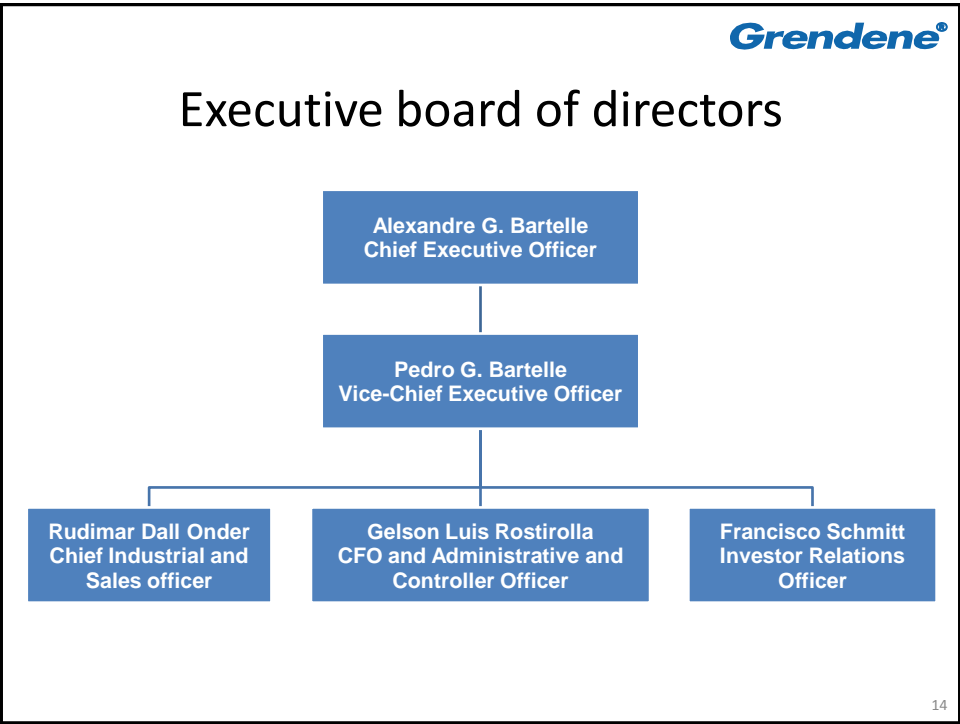 Grendene®
Executive board of directors
Alexandre G. Bartelle
Chief Executive Officer
Pedro G. Bartelle
Vice-Chief Executive Officer
Rudimar Dall Onder
Chief Industrial and
Sales officer
Gelson Luis Rostirolla
CFO and Administrative and
Controller Officer
Francisco Schmitt
Investor Relations
Officer
14